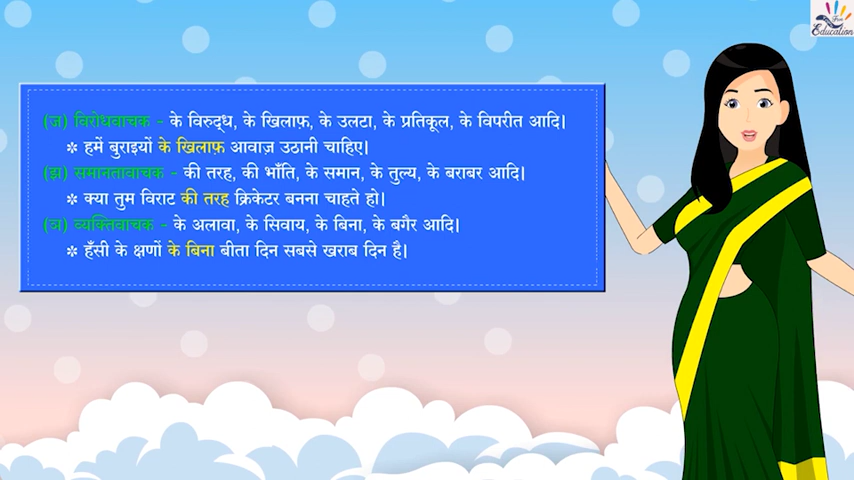 Fun
Education
(ज) विरोधवाचक - के विरुद्ध, के खिलाफ़, के उलटा, के प्रतिकूल, के विपरीत आदि।
* हमें बुराइयों के खिलाफ़ आवाज़ उठानी चाहिए।
(झ) समानतावाचक - की तरह, की भाँति, के समान, के तुल्य, के बराबर आदि।
* क्या तुम विराट की तरह क्रिकेटर बनना चाहते हो।
(ञ) व्यक्तिवाचक - के अलावा, के सिवाय, के बिना, के बगैर आदि।
* हँसी के क्षणों के बिना बीता दिन सबसे खराब दिन है।